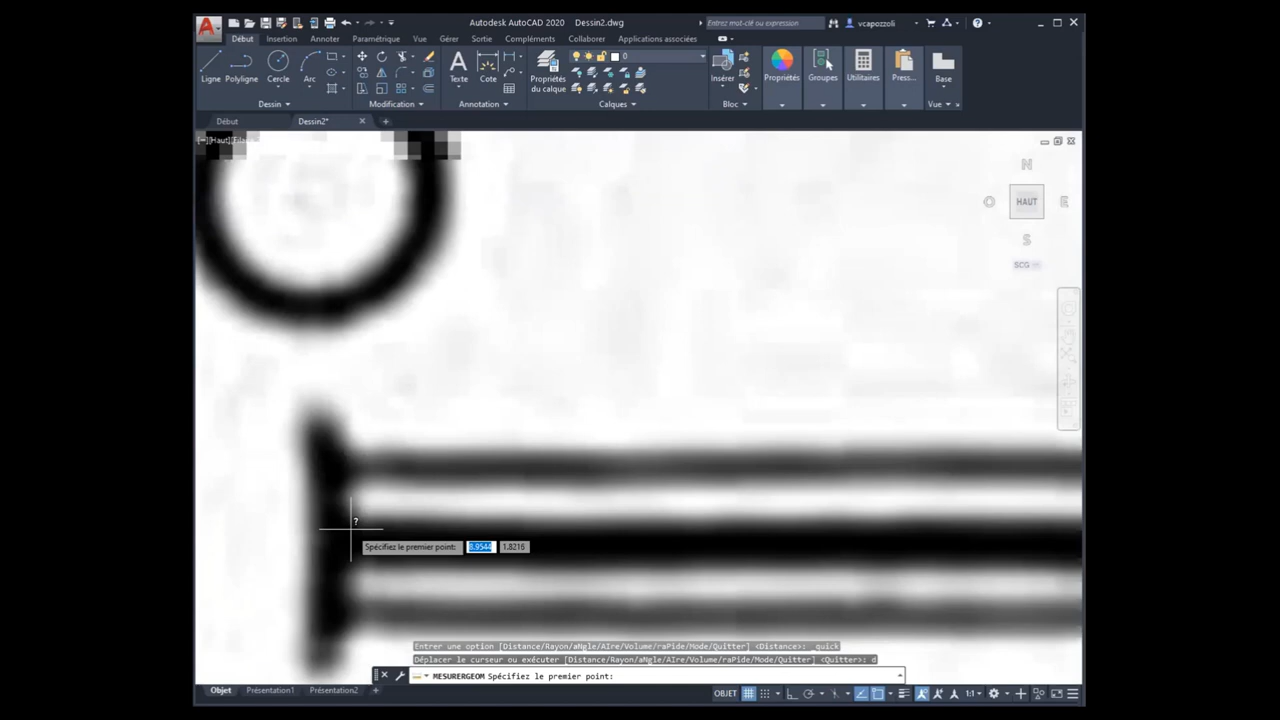 Autodesk AutoCAD 2020 Dessin2.dwg
Entrez mot-clé ou expression
vcapozzoli
Début Insertion Annoter Paramétrique Vue Gérer Sortie Compléments Collaborer Applications associées
Ligne Polyligne Cercle Arc
Texte Cote
Propriétés du calque
0
Insérer
Propriétés Groupes Utilitaires Press... Base
Dessin Modification Annotation Calques Bloc Vue
Début Dessin2*
N
O HAUT E
S
SCG
?
Spécifiez le premier point: 8.9544 1.8216
Entrer une option [Distance/Rayon/aNgle/AIre/Volume/raPide/Mode/Quitter] <Distance>: _quick
Déplacer le curseur ou exécuter [Distance/Rayon/aNgle/AIre/Volume/raPide/Mode/Quitter] <Quitter>: d
MESURERGEOM Spécifiez le premier point:
Objet Présentation1 Présentation2 +
OBJET 1:1